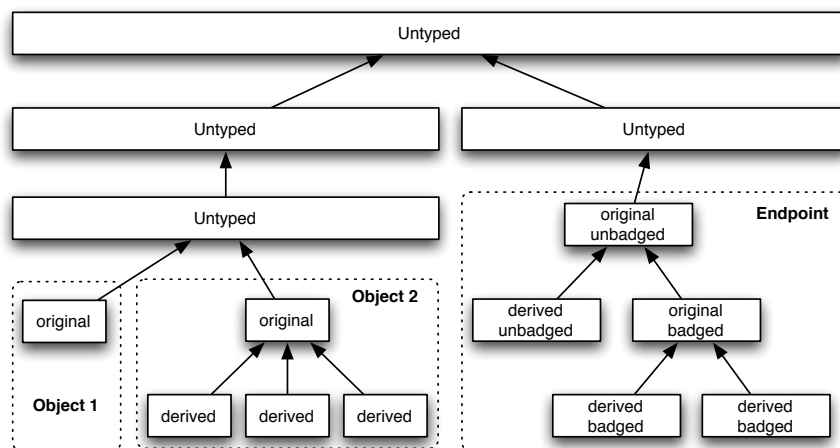 Untyped
Untyped
Untyped
Untyped
original
unbadged
Endpoint
Object 2
original
original
derived
unbadged
original
badged
Object 1
derived
derived
derived
derived
badged
derived
badged